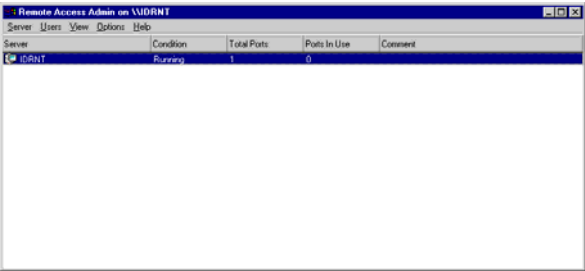 Remote Access Admin on \\IDRNT
Server Users View Options Help
Server Condition Total Ports Ports In Use Comment
IDRNT Running 1 0